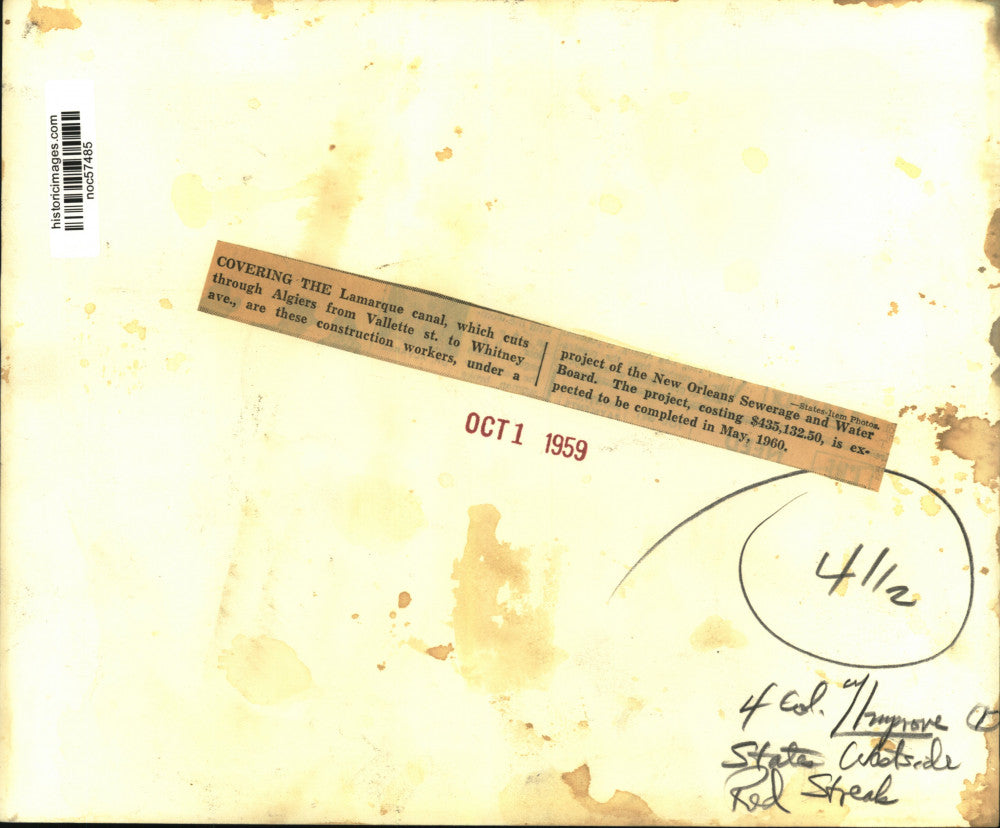 historicimages.com
noc57485
COVERING THE Lamarque canal, which cuts
through Algiers from Vallette st. to Whitney
ave., are these construction workers, under a
—States-Item Photos.
project of the New Orleans Sewerage and Water
Board. The project, costing $435,132.50, is ex-
pected to be completed in May, 1960.
OCT 1 1959
4 1/2
4 Col. Improve
States Westside
Red Streak